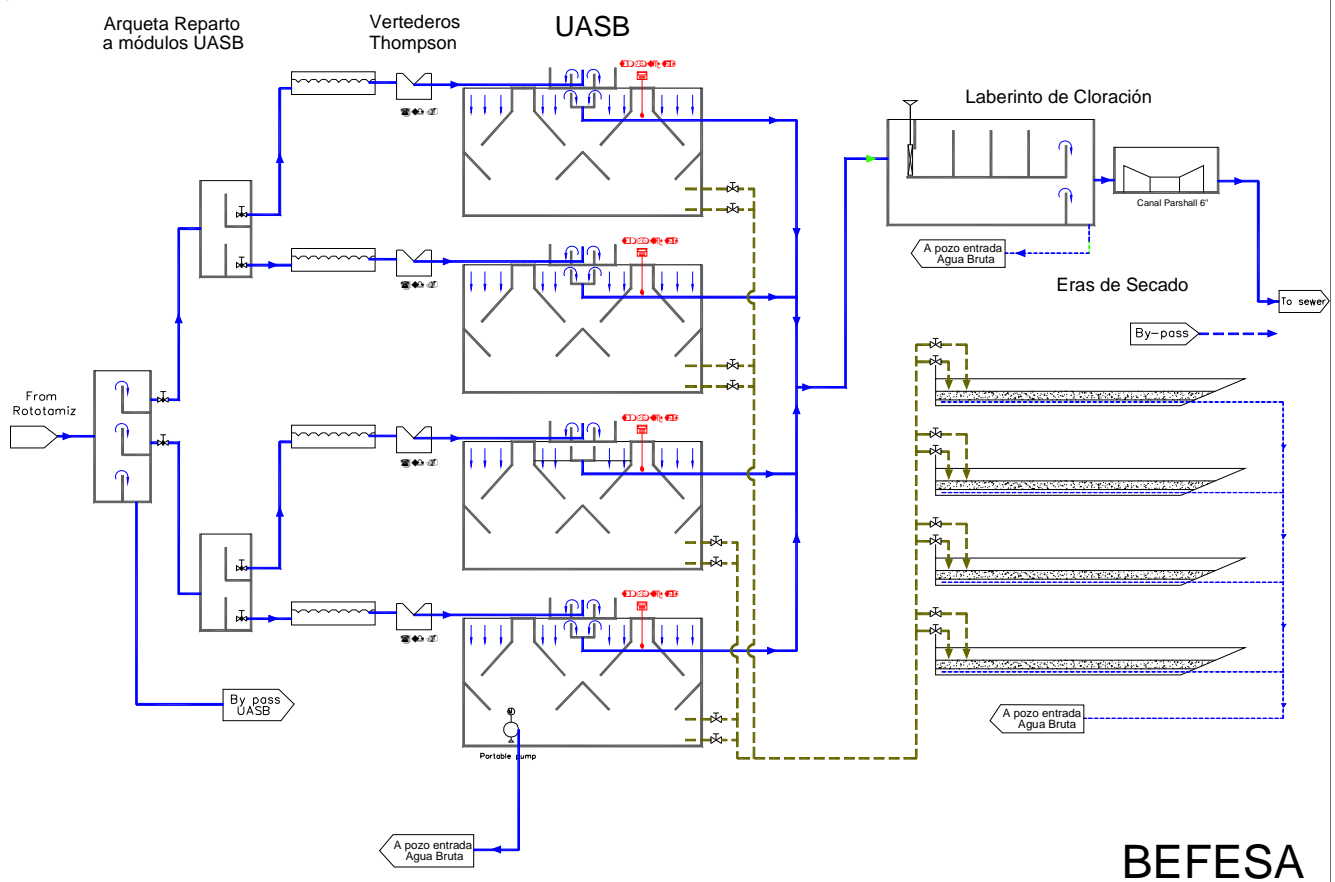 Arqueta Reparto
a módulos UASB
Vertederos
Thompson
UASB
Laberinto de Cloración
Canal Parshall 6"
A pozo entrada
Agua Bruta
Eras de Secado
To sewer
By-pass
From
Rototamiz
By pass
UASB
Portable pump
A pozo entrada
Agua Bruta
A pozo entrada
Agua Bruta
BEFESA